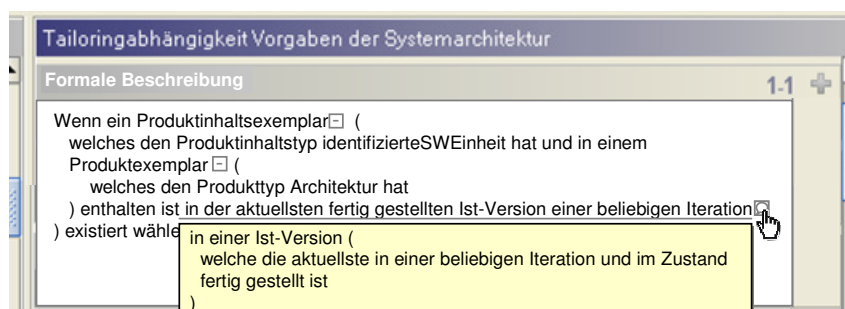 Tailoringabhängigkeit Vorgaben der Systemarchitektur
Formale Beschreibung
1-1
Wenn ein Produktinhaltsexemplar (
welches den Produktinhaltstyp identifizierteSWEinheit hat und in einem
Produktexemplar (
welches den Produkttyp Architektur hat
) enthalten ist in der aktuellsten fertig gestellten Ist-Version einer beliebigen Iteration
) existiert wähle
in einer Ist-Version (
welche die aktuellste in einer beliebigen Iteration und im Zustand
fertig gestellt ist
)